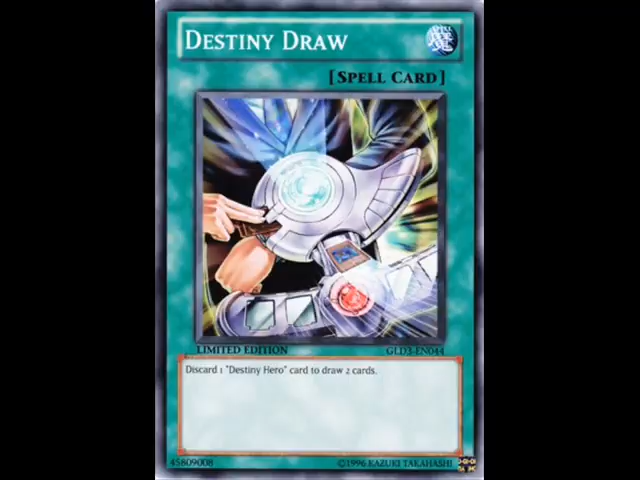 DESTINY DRAW
[SPELL CARD]
LIMITED EDITION GLD3-EN044
Discard 1 "Destiny Hero" card to draw 2 cards.
45809008 ©1996 KAZUKI TAKAHASHI